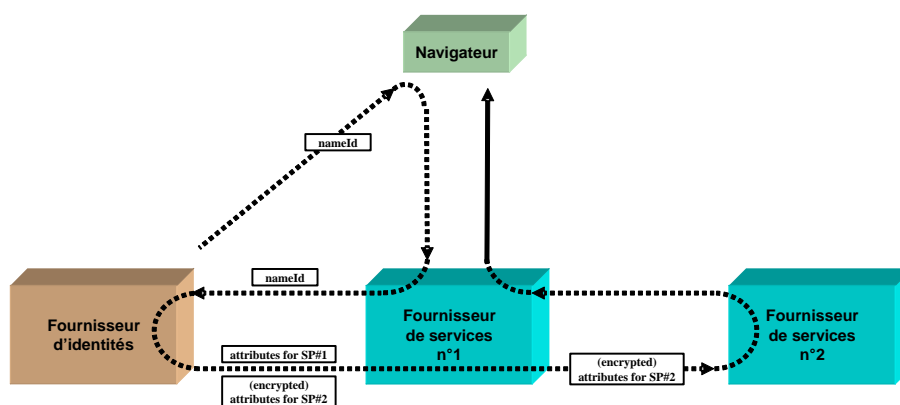 Navigateur
nameId
nameId
Fournisseur
d'identités
Fournisseur
de services
n°1
Fournisseur
de services
n°2
attributes for SP#1
(encrypted)
attributes for SP#2
(encrypted)
attributes for SP#2